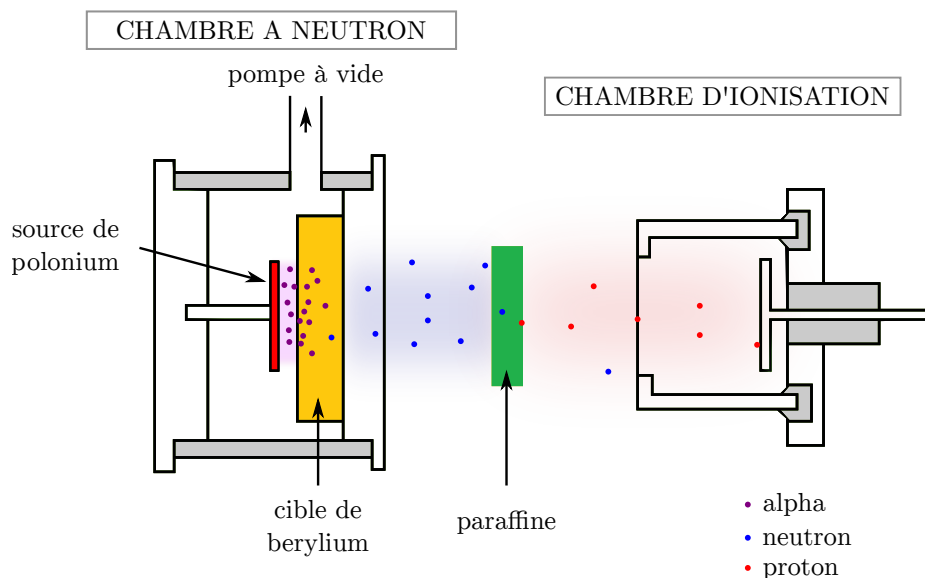 CHAMBRE A NEUTRON
pompe à vide
CHAMBRE D'IONISATION
source de
polonium
cible de
berylium
paraffine
alpha
neutron
proton